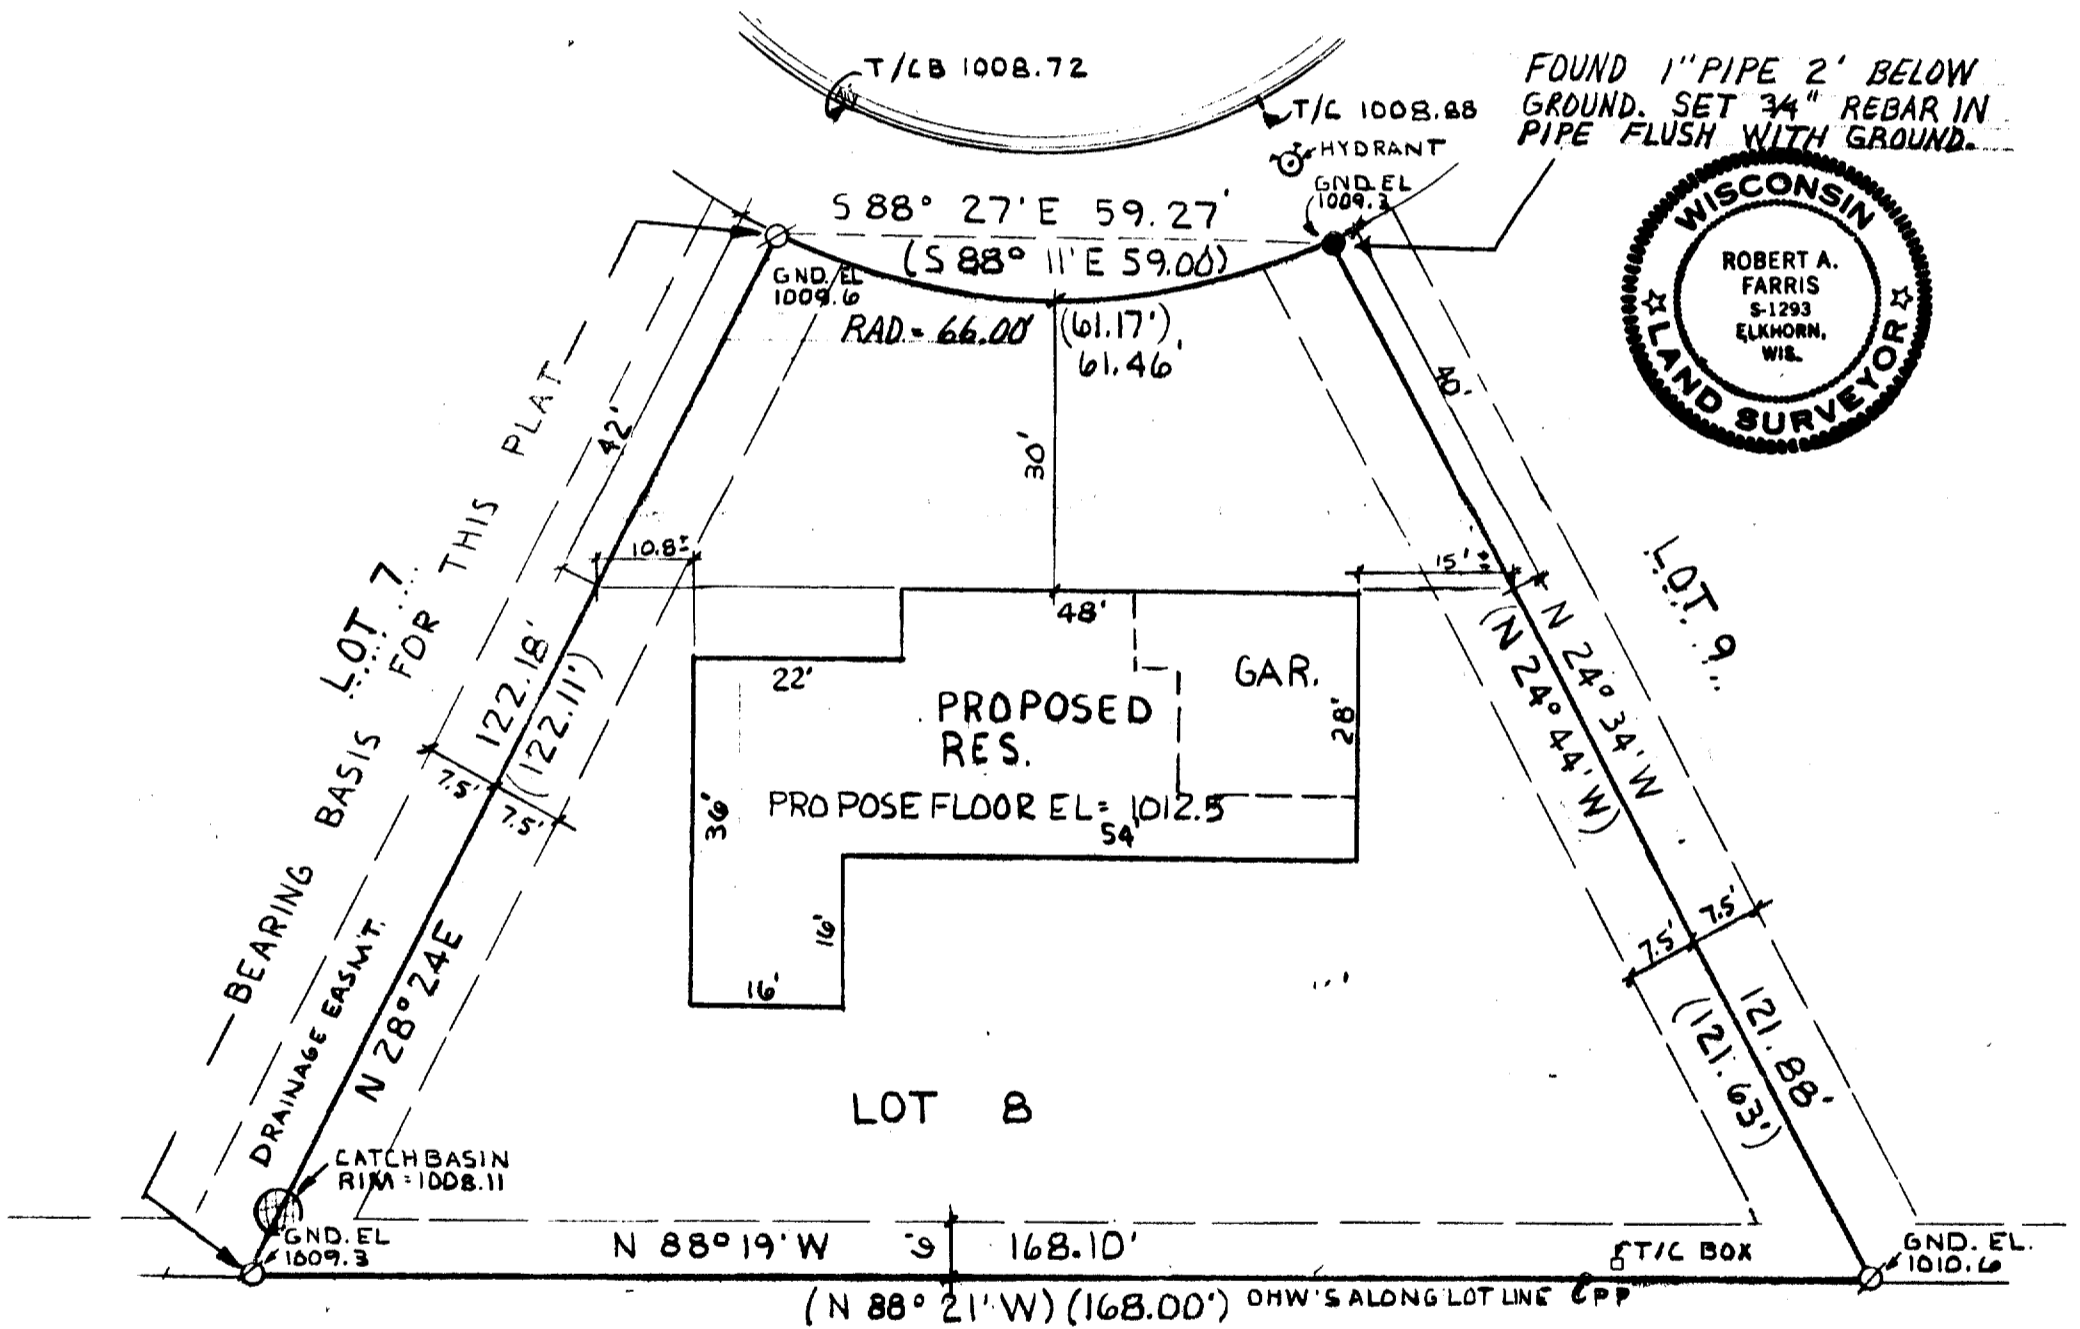 T/CB 1008.72
T/C 1008.88
HYDRANT
GND. EL
1009.3
FOUND 1" PIPE 2' BELOW
GROUND. SET 3/4" REBAR IN
PIPE FLUSH WITH GROUND.
WISCONSIN
ROBERT A.
FARRIS
S-1293
ELKHORN,
WIS.
LAND SURVEYOR
S 88° 27' E 59.27'
(S 88° 11' E 59.00)
GND. EL
1009.6
RAD. = 66.00'
(61.17')
61.46'
42'
30'
40'
10.8'±
15'±
LOT 7
BEARING BASIS FOR THIS PLAT
122.18'
(122.11')
7.5'
7.5'
N 28° 24 E
DRAINAGE EASM'T.
48'
22'
GAR.
28'
PROPOSED
RES.
36'
PROPOSE FLOOR EL = 1012.5
54'
16'
16'
LOT 9
N 24° 34' W
(N 24° 44' W)
7.5'
7.5'
121.88'
(121.63')
LOT 8
CATCH BASIN
RIM = 1008.11
GND. EL
1009.3
N 88° 19' W 168.10'
T/C BOX
GND. EL.
1010.6
(N 88° 21' W) (168.00') OHW'S ALONG LOT LINE PP